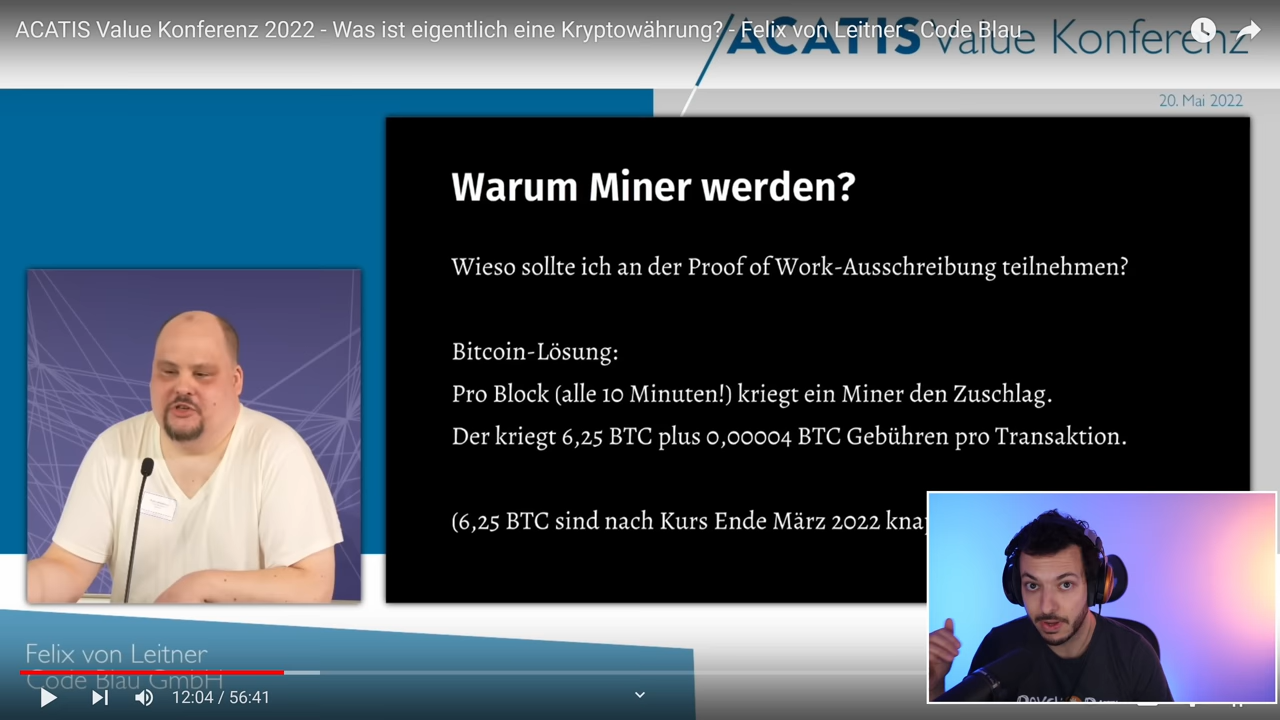 ACATIS Value Konferenz 2022 - Was ist eigentlich eine Kryptowährung? - Felix von Leitner - Code Blau
ACATIS Value Konferenz
20. Mai 2022
Warum Miner werden?
Wieso sollte ich an der Proof of Work-Ausschreibung teilnehmen?
Bitcoin-Lösung:
Pro Block (alle 10 Minuten!) kriegt ein Miner den Zuschlag.
Der kriegt 6,25 BTC plus 0,00004 BTC Gebühren pro Transaktion.
(6,25 BTC sind nach Kurs Ende März 2022
Felix von Leitner
Code Blau GmbH
12:04 / 56:41